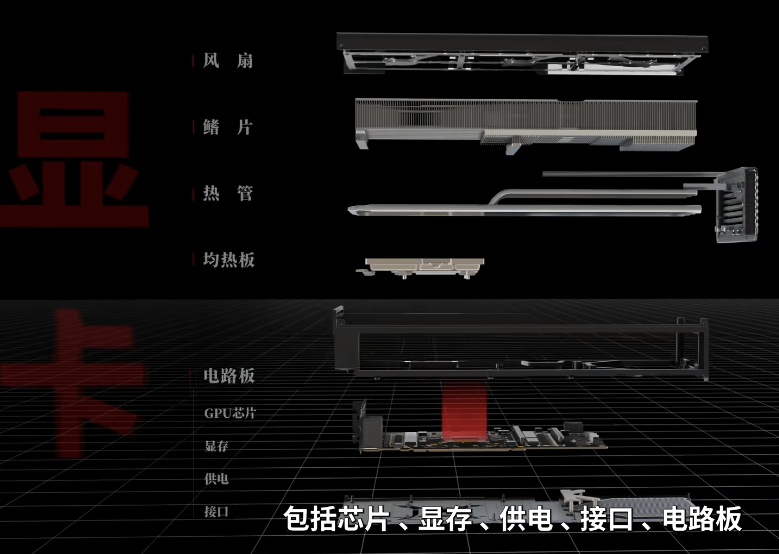 显卡
风扇
鳍片
热管
均热板
电路板
GPU芯片
显存
供电
接口
包括芯片、显存、供电、接口、电路板